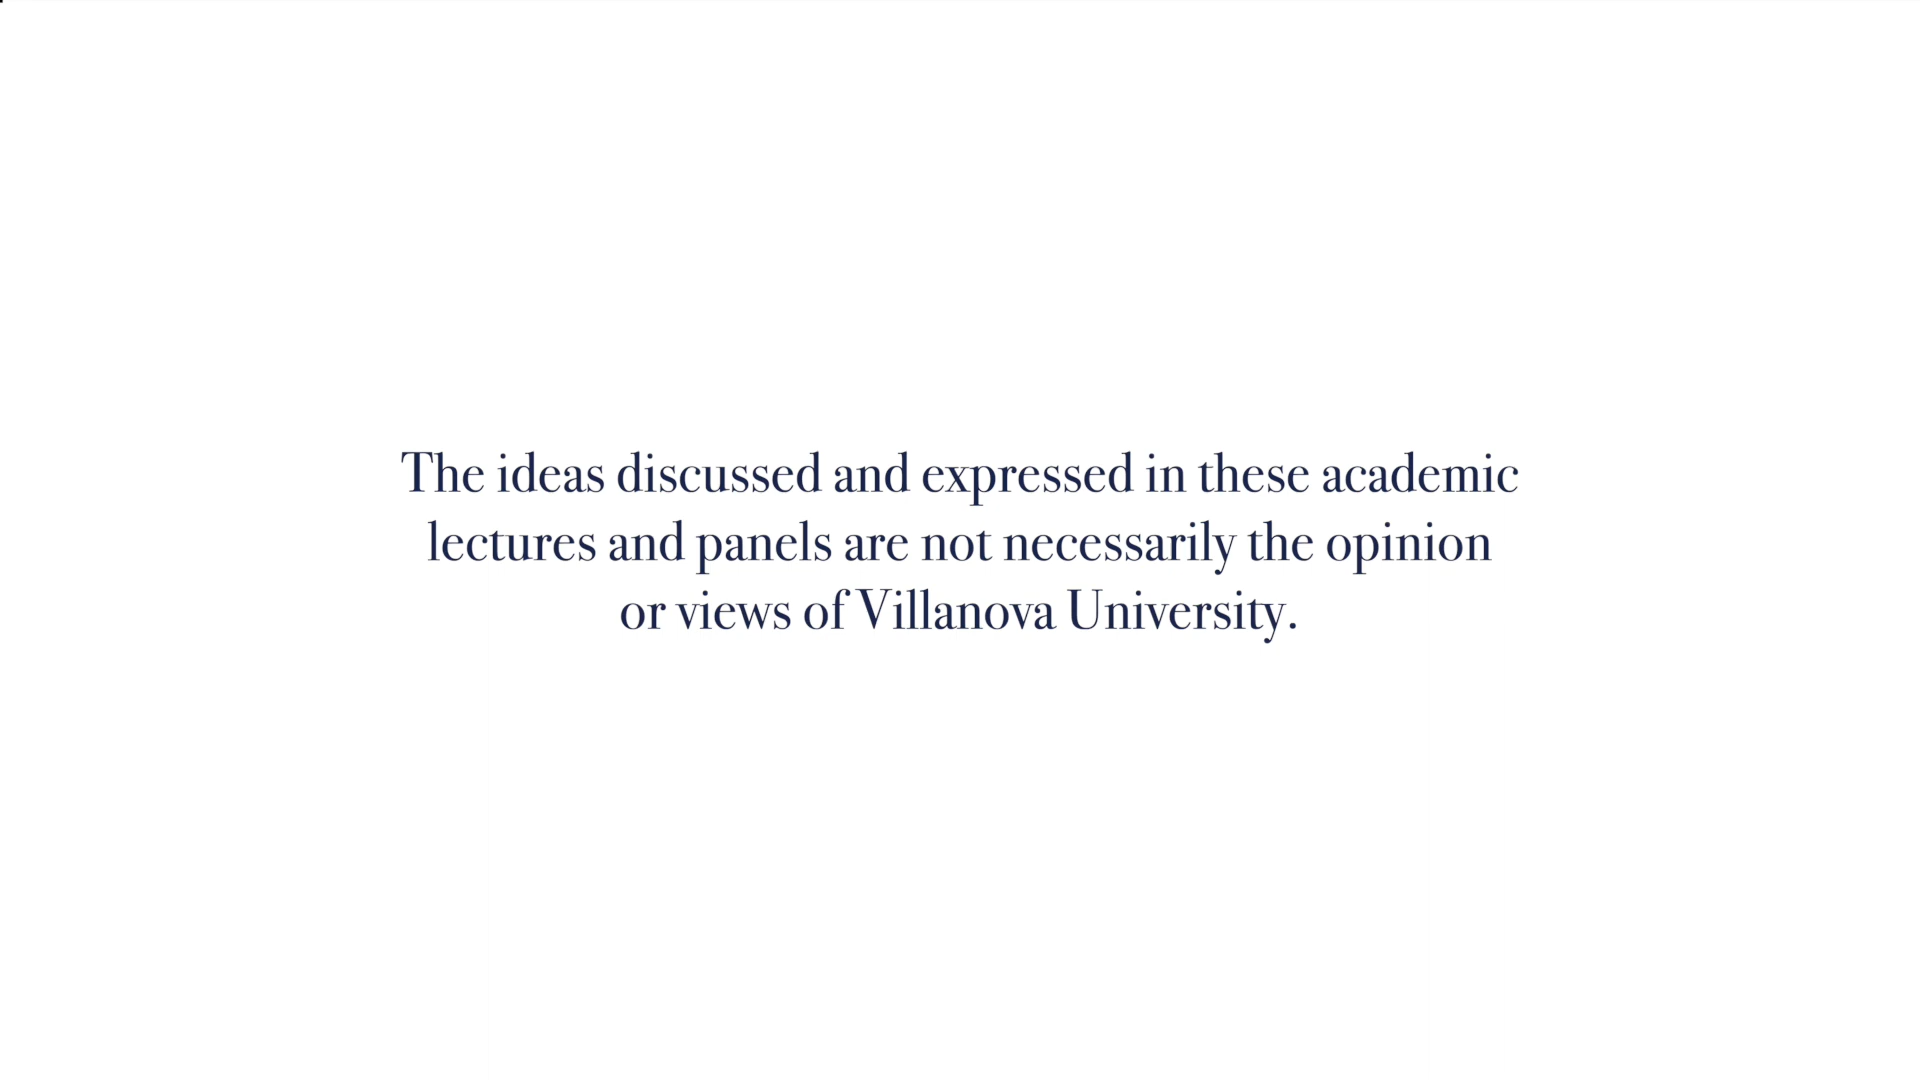 The ideas discussed and expressed in these academic
lectures and panels are not necessarily the opinion
or views of Villanova University.